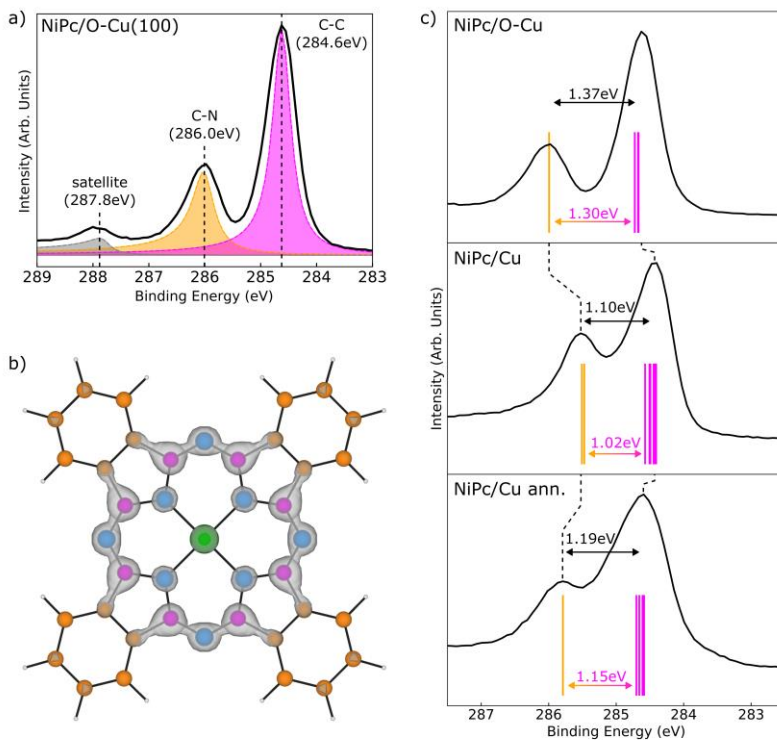 a)
NiPc/O-Cu(100)
C-C
(284.6eV)
C-N
(286.0eV)
satellite
(287.8eV)
Intensity (Arb. Units)
289 288 287 286 285 284 283
Binding Energy (eV)
b)
c)
NiPc/O-Cu
1.37eV
1.30eV
NiPc/Cu
1.10eV
1.02eV
Intensity (Arb. Units)
NiPc/Cu ann.
1.19eV
1.15eV
287 286 285 284 283
Binding Energy (eV)